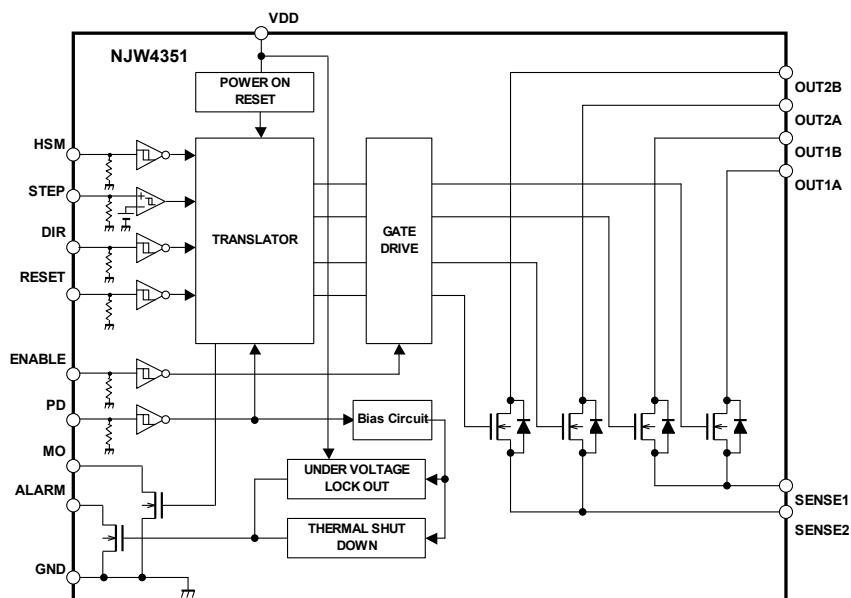 VDD
NJW4351
POWER ON
RESET
OUT2B
OUT2A
OUT1B
OUT1A
HSM
STEP
DIR
RESET
TRANSLATOR
GATE
DRIVE
ENABLE
PD
Bias Circuit
MO
UNDER VOLTAGE
LOCK OUT
ALARM
THERMAL SHUT
DOWN
SENSE1
SENSE2
GND